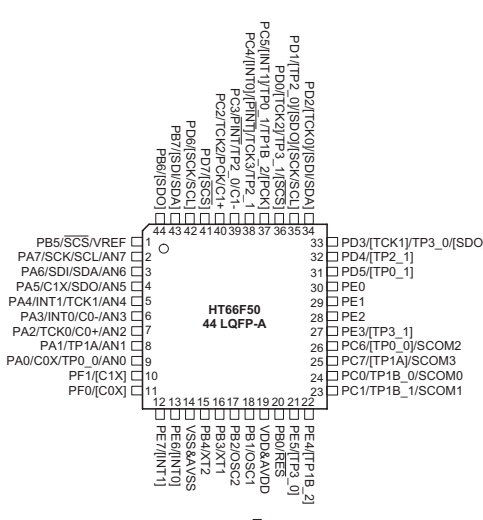 PB6/[SDO]
PB7/[SDI/SDA]
PD6/[SCK/SCL]
PD7/[SCS]
PC2/TCK2/PCK/C1+
PC3/PINT/TP2_0/C1-
PC4/[INT0]/[PINT]/TCK3/TP2_1
PC5/[INT1]/TP0_1/TP1B_2/[PCK]
PD0/[TCK2]/TP3_1/[SCS]
PD1/[TP2_0]/[SDO]/[SCK/SCL]
PD2/[TCK0]/[SDI/SDA]
44 43 42 41 40 39 38 37 36 35 34
PB5/SCS/VREF 1
PA7/SCK/SCL/AN7 2
PA6/SDI/SDA/AN6 3
PA5/C1X/SDO/AN5 4
PA4/INT1/TCK1/AN4 5
PA3/INT0/C0-/AN3 6
PA2/TCK0/C0+/AN2 7
PA1/TP1A/AN1 8
PA0/C0X/TP0_0/AN0 9
PF1/[C1X] 10
PF0/[C0X] 11
HT66F50
44 LQFP-A
33 PD3/[TCK1]/TP3_0/[SDO
32 PD4/[TP2_1]
31 PD5/[TP0_1]
30 PE0
29 PE1
28 PE2
27 PE3/[TP3_1]
26 PC6/[TP0_0]/SCOM2
25 PC7/[TP1A]/SCOM3
24 PC0/TP1B_0/SCOM0
23 PC1/TP1B_1/SCOM1
12 13 14 15 16 17 18 19 20 21 22
PE7/[INT1]
PE6/[INT0]
VSS&AVSS
PB4/XT2
PB3/XT1
PB2/OSC2
PB1/OSC1
VDD&AVDD
PB0/RES
PE5/[TP3_0]
PE4/[TP1B_2]